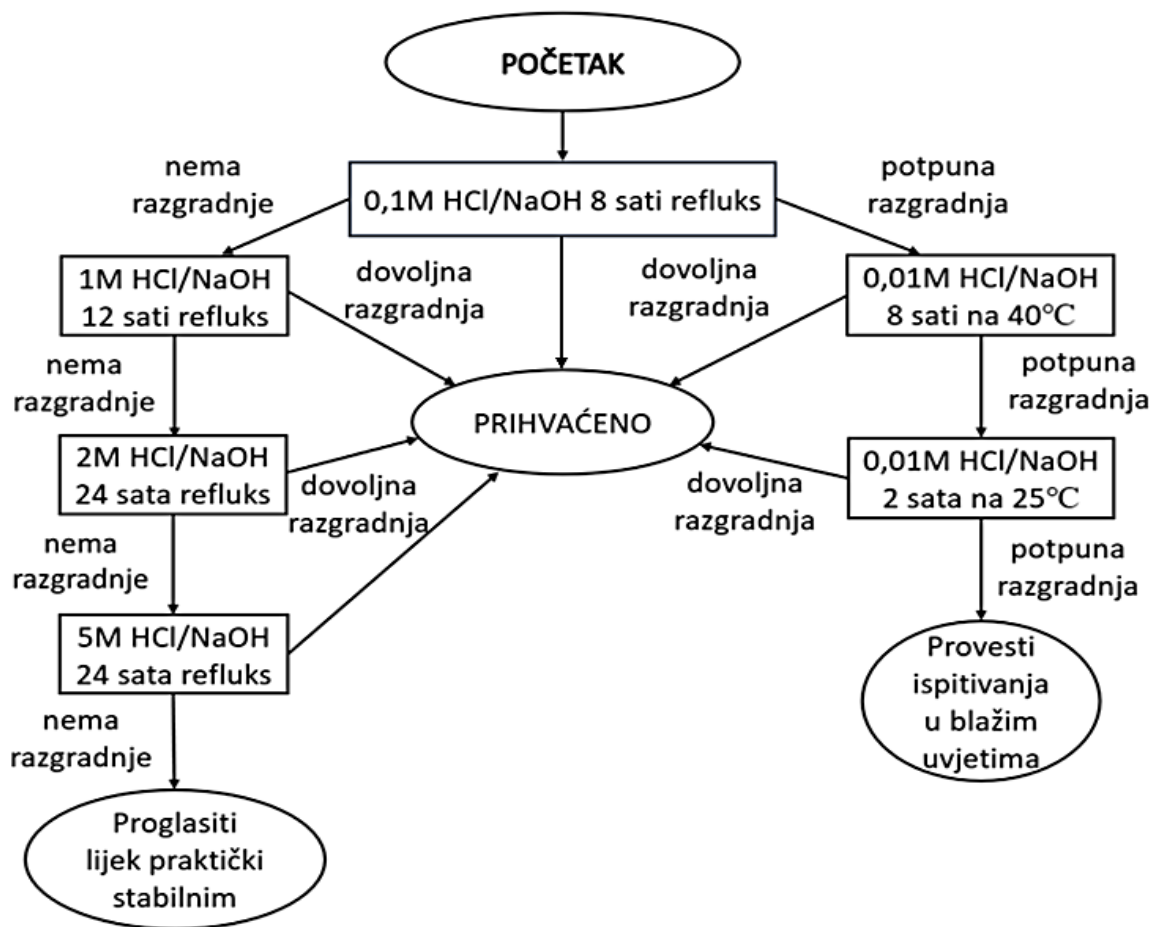 POČETAK
nema
razgradnje
potpuna
razgradnja
0,1M HCl/NaOH 8 sati refluks
1M HCl/NaOH
12 sati refluks
dovoljna
razgradnja
dovoljna
razgradnja
0,01M HCl/NaOH
8 sati na 40℃
nema
razgradnje
potpuna
razgradnja
PRIHVAĆENO
2M HCl/NaOH
24 sata refluks
dovoljna
razgradnja
dovoljna
razgradnja
0,01M HCl/NaOH
2 sata na 25℃
nema
razgradnje
potpuna
razgradnja
5M HCl/NaOH
24 sata refluks
Provesti
ispitivanja
u blažim
uvjetima
nema
razgradnje
Proglasiti
lijek praktički
stabilnim